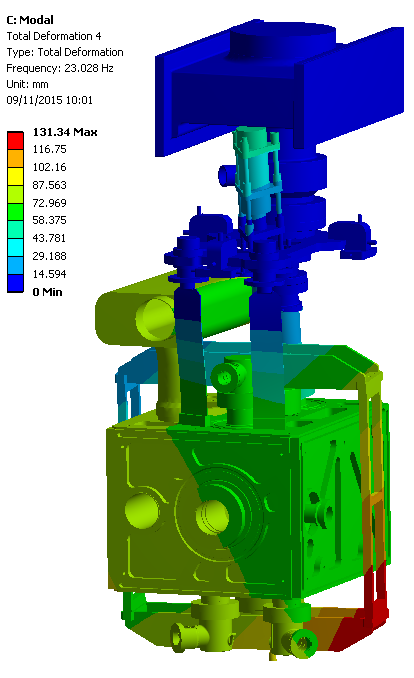 C: Modal
Total Deformation 4
Type: Total Deformation
Frequency: 23.028 Hz
Unit: mm
09/11/2015 10:01
131.34 Max
116.75
102.16
87.563
72.969
58.375
43.781
29.188
14.594
0 Min